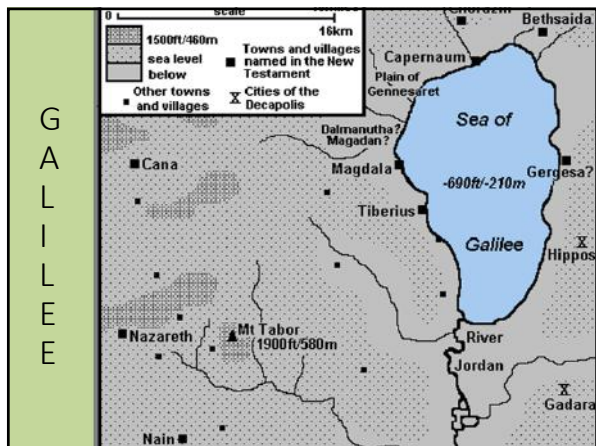 G
A
L
I
L
E
E
0
scale
16km
1500ft/460m
sea level
below
Towns and villages
named in the New
Testament
Other towns
and villages
Cities of the
Decapolis
Bethsaida
Capernaum
Plain of
Gennesaret
Sea of
Dalmanutha?
Magadan?
Cana
Magdala
-690ft/-210m
Gergesa?
Tiberius
Galilee
Hippos
Nazareth
Mt Tabor
1900ft/580m
River
Jordan
Gadara
Nain